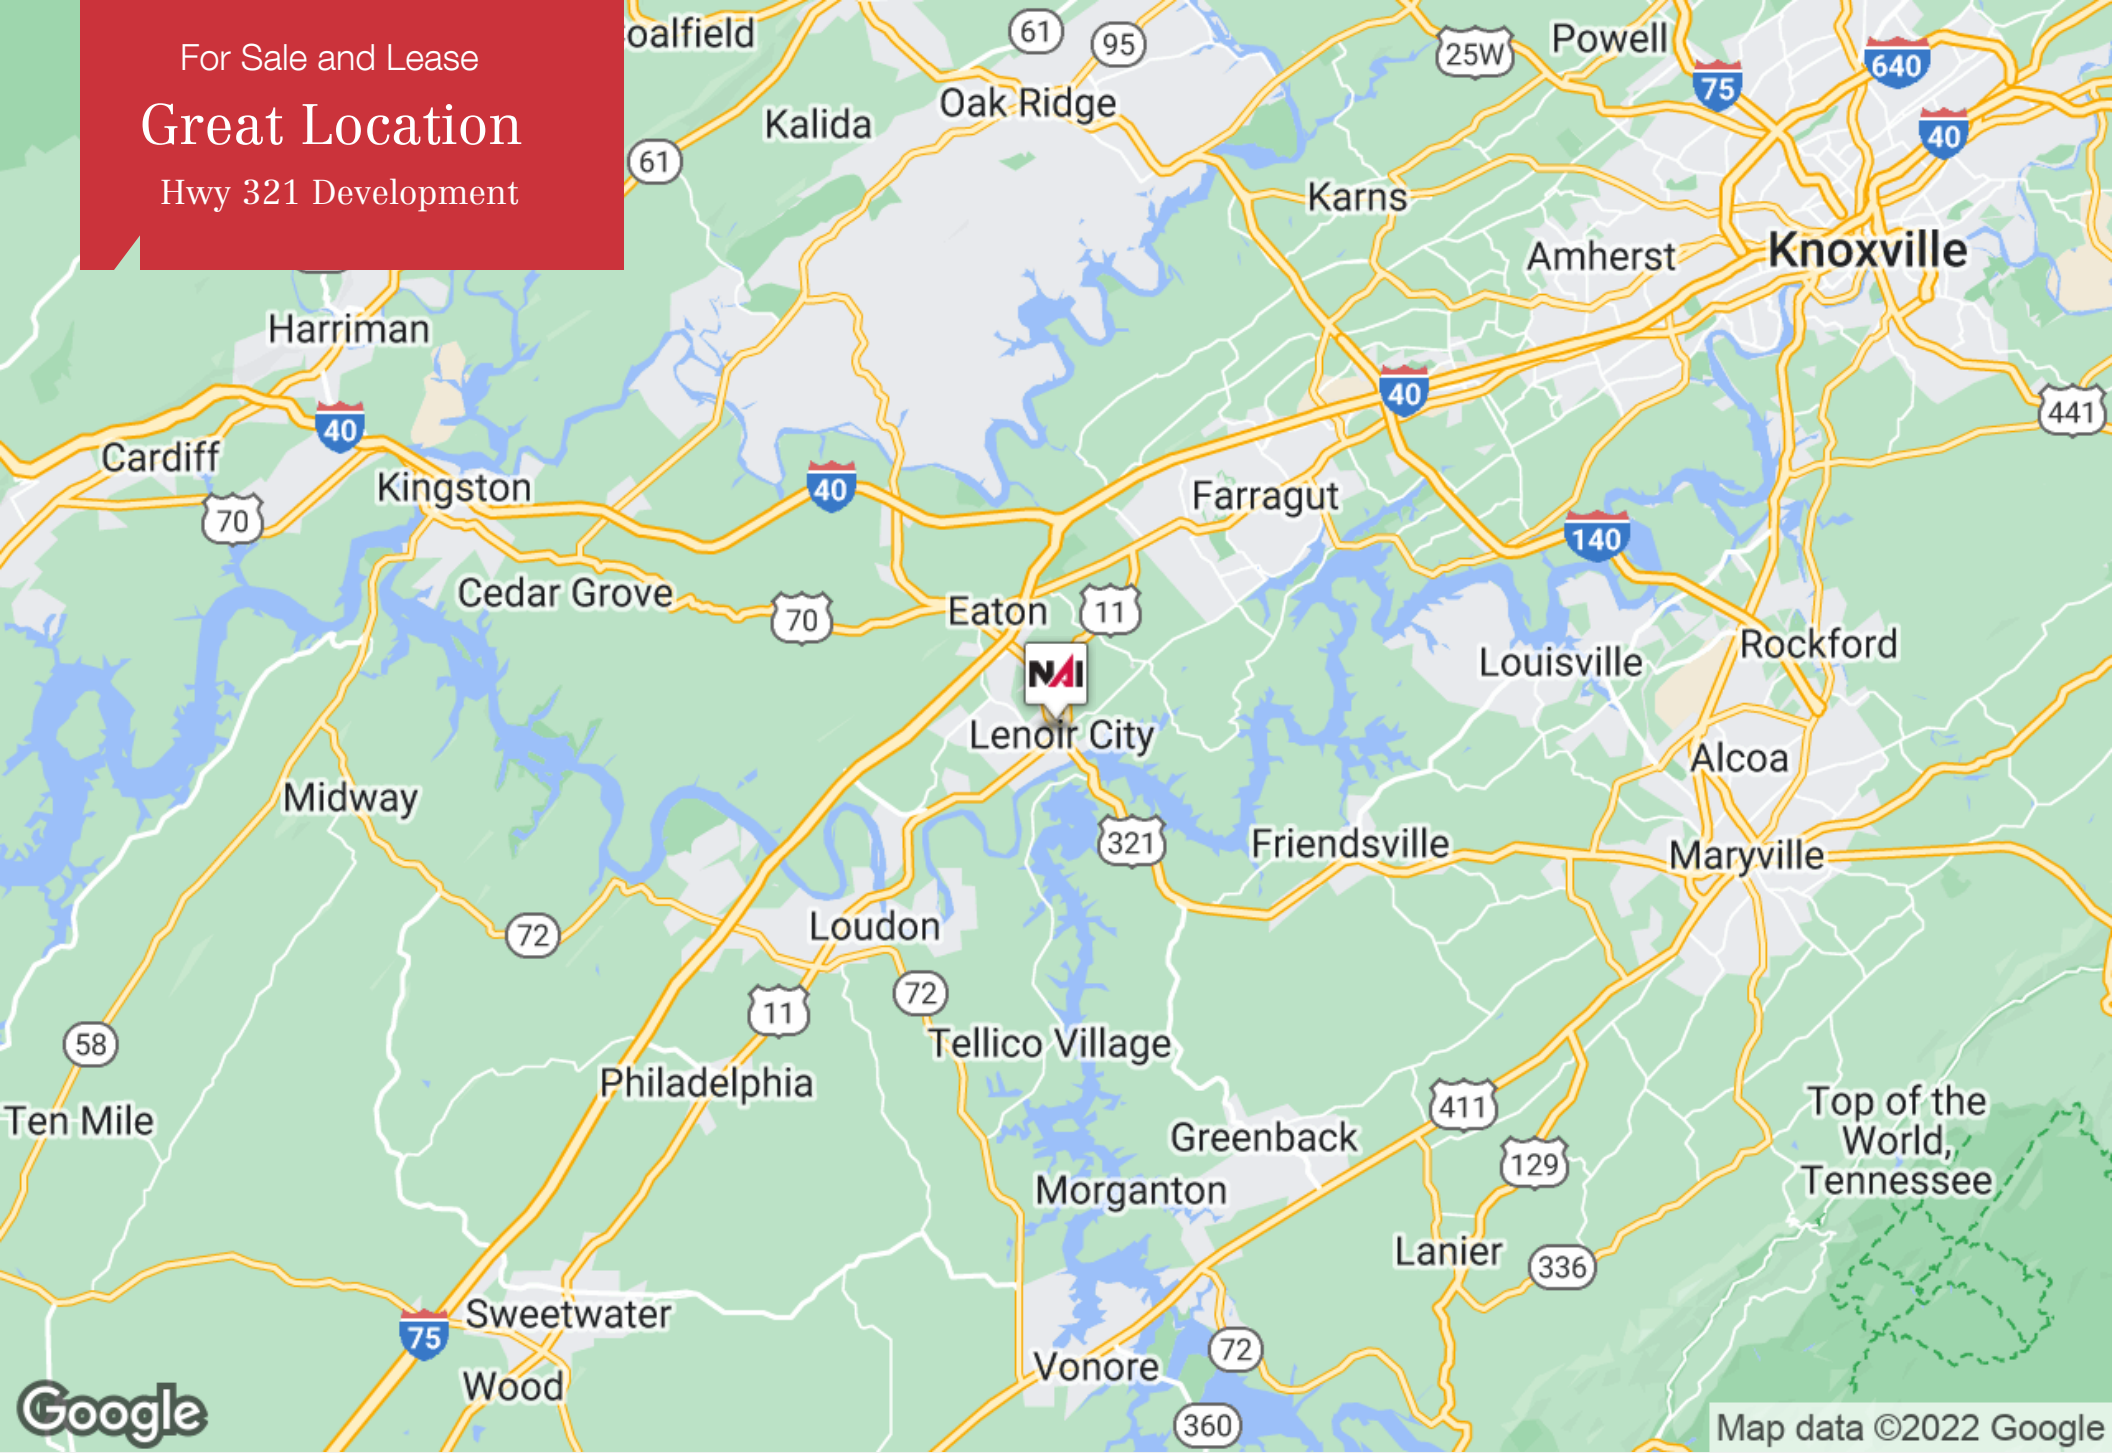 For Sale and Lease
Great Location
Hwy 321 Development
oalfield
61
95
25W
Powell
75
640
40
Kalida
Oak Ridge
61
Karns
Amherst
Knoxville
Harriman
40
441
Cardiff
40
Kingston
40
Farragut
70
140
Cedar Grove
70
Eaton
11
Rockford
Louisville
NAI
Lenoir City
Alcoa
Midway
321
Friendsville
Maryville
72
Loudon
72
11
58
Tellico Village
Philadelphia
411
Top of the
World,
Tennessee
Ten Mile
Greenback
129
Morganton
Lanier
336
75
Sweetwater
72
Vonore
Wood
360
Google
Map data ©2022 Google